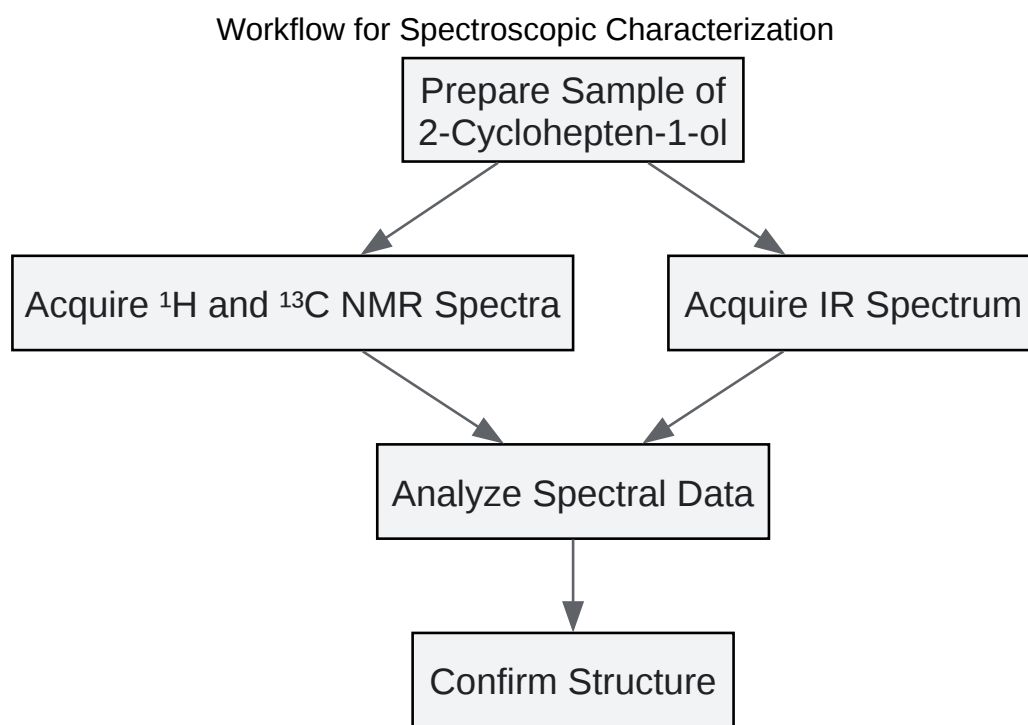 Workflow for Spectroscopic Characterization
Prepare Sample of
2-Cyclohepten-1-ol
Acquire ¹H and ¹³C NMR Spectra
Acquire IR Spectrum
Analyze Spectral Data
Confirm Structure